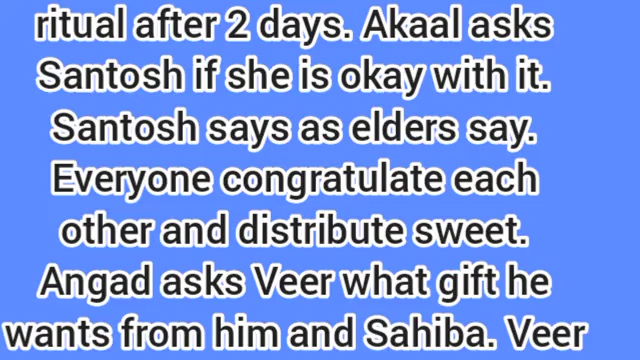 ritual after 2 days. Akaal asks
Santosh if she is okay with it.
Santosh says as elders say.
Everyone congratulate each
other and distribute sweet.
Angad asks Veer what gift he
wants from him and Sahiba. Veer